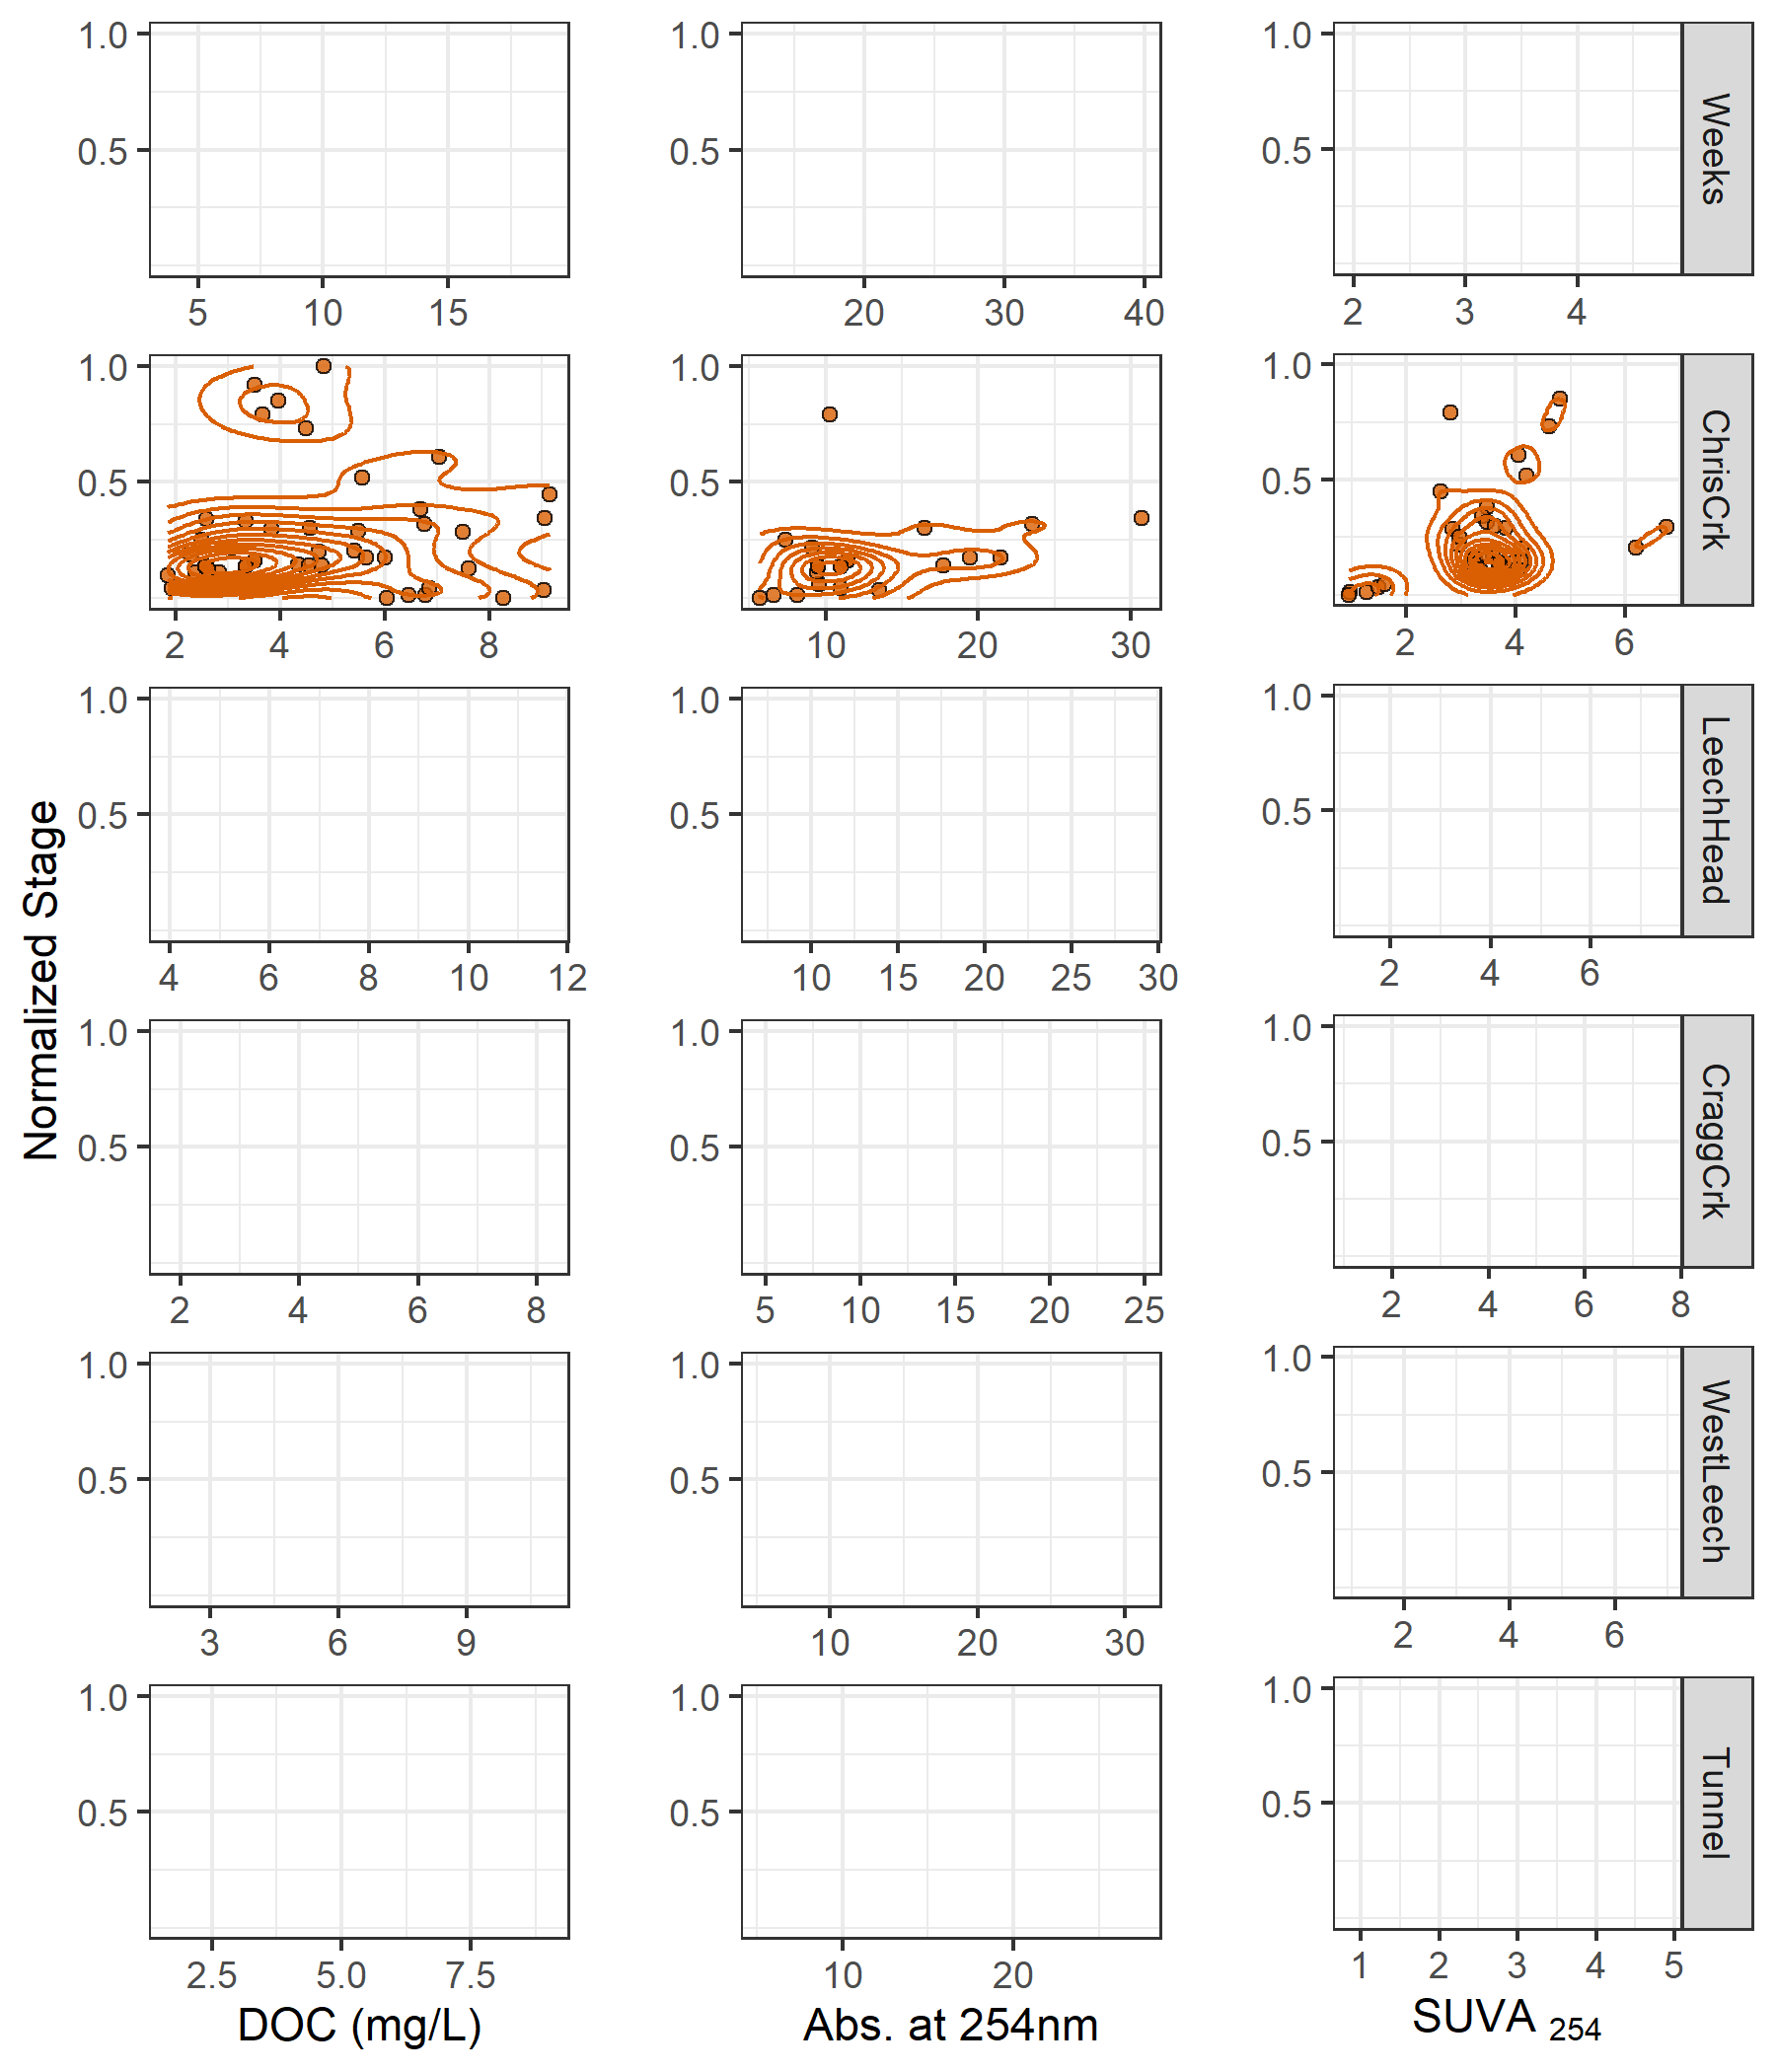 1.0
0.5
5 10 15
1.0
0.5
20 30 40
1.0
0.5
2 3 4
Weeks
1.0
0.5
2 4 6 8
1.0
0.5
10 20 30
1.0
0.5
2 4 6
ChrisCrk
1.0
0.5
4 6 8 10 12
1.0
0.5
10 15 20 25 30
1.0
0.5
2 4 6
LeechHead
Normalized Stage
1.0
0.5
2 4 6 8
1.0
0.5
5 10 15 20 25
1.0
0.5
2 4 6 8
CraggCrk
1.0
0.5
3 6 9
1.0
0.5
10 20 30
1.0
0.5
2 4 6
WestLeech
1.0
0.5
2.5 5.0 7.5
1.0
0.5
10 20
1.0
0.5
1 2 3 4 5
Tunnel
DOC (mg/L)
Abs. at 254nm
SUVA 254